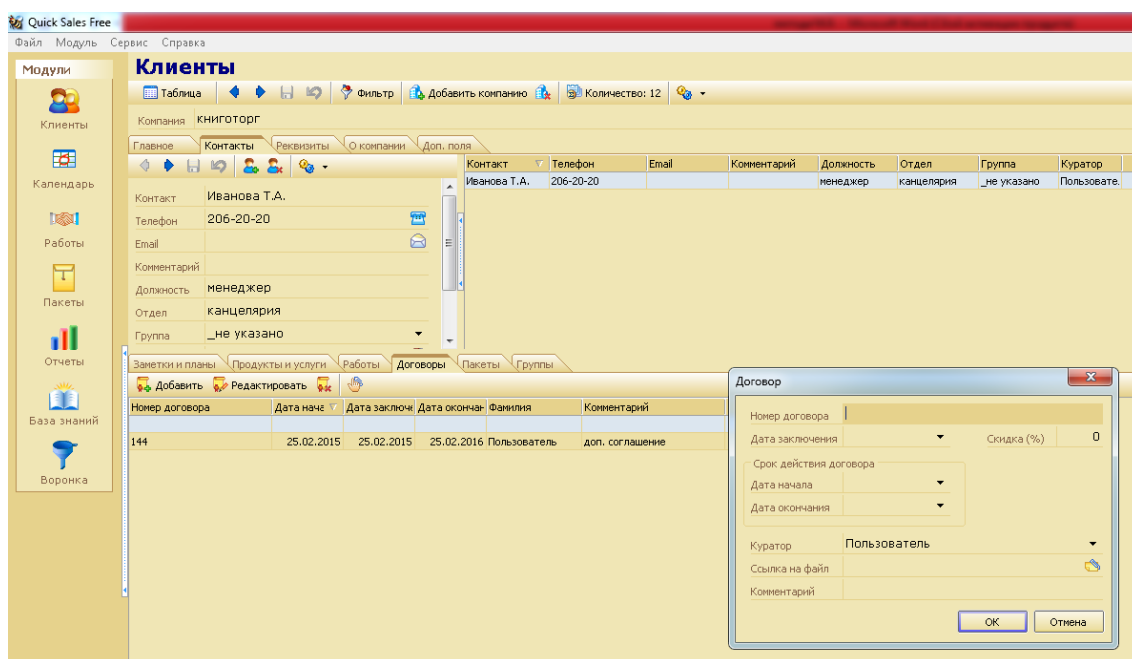 Quick Sales Free
Файл Модуль Сервис Справка
Модули
Клиенты
Календарь
Работы
Пакеты
Отчеты
База знаний
Воронка
Клиенты
Таблица Фильтр Добавить компанию Количество: 12
Компания книготорг
Главное Контакты Реквизиты О компании Доп. поля
Контакт Телефон Email Комментарий Должность Отдел Группа Куратор
Иванова Т.А. 206-20-20 менеджер канцелярия _не указано Пользовате.
Контакт Иванова Т.А.
Телефон 206-20-20
Email
Комментарий
Должность менеджер
Отдел канцелярия
Группа _не указано
Заметки и планы Продукты и услуги Работы Договоры Пакеты Группы
Добавить Редактировать
Номер договора Дата нача Дата заключ Дата окончан Фамилия Комментарий
144 25.02.2015 25.02.2015 25.02.2016 Пользователь доп. соглашение
Договор
Номер договора
Дата заключения Скидка (%) 0
Срок действия договора
Дата начала
Дата окончания
Куратор Пользователь
Ссылка на файл
Комментарий
ОК Отмена